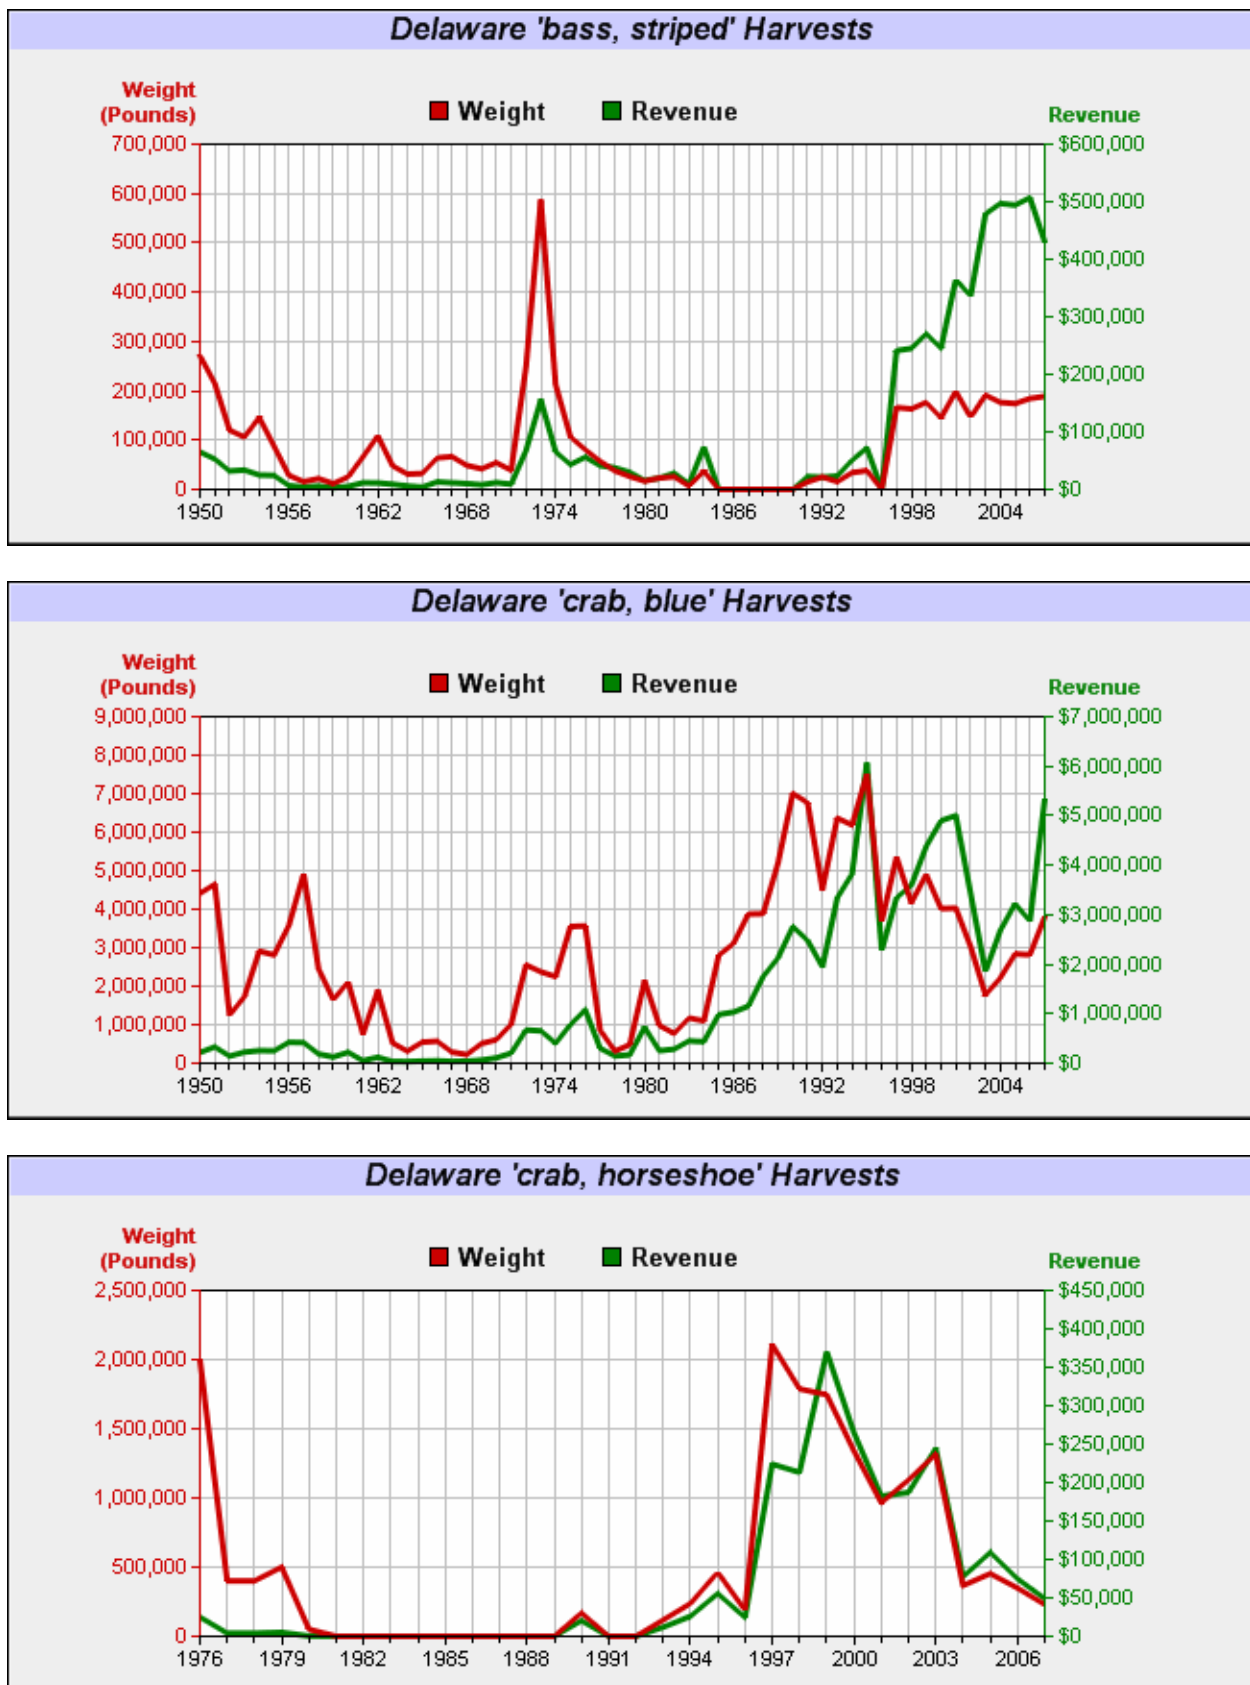 Delaware 'bass, striped' Harvests
Weight
(Pounds)
Weight Revenue
Revenue
700,000 $600,000
600,000 $500,000
500,000 $400,000
400,000 $300,000
300,000 $200,000
200,000 $100,000
100,000 $0
0
1950 1956 1962 1968 1974 1980 1986 1992 1998 2004
Delaware 'crab, blue' Harvests
Weight
(Pounds)
Weight Revenue
Revenue
9,000,000 $7,000,000
8,000,000 $6,000,000
7,000,000 $5,000,000
6,000,000 $4,000,000
5,000,000 $3,000,000
4,000,000 $2,000,000
3,000,000 $1,000,000
2,000,000 $0
1,000,000
0
1950 1956 1962 1968 1974 1980 1986 1992 1998 2004
Delaware 'crab, horseshoe' Harvests
Weight
(Pounds)
Weight Revenue
Revenue
2,500,000 $450,000
2,000,000 $400,000
1,500,000 $350,000
1,000,000 $300,000
500,000 $250,000
0 $200,000
$150,000
$100,000
$50,000
$0
1976 1979 1982 1985 1988 1991 1994 1997 2000 2003 2006